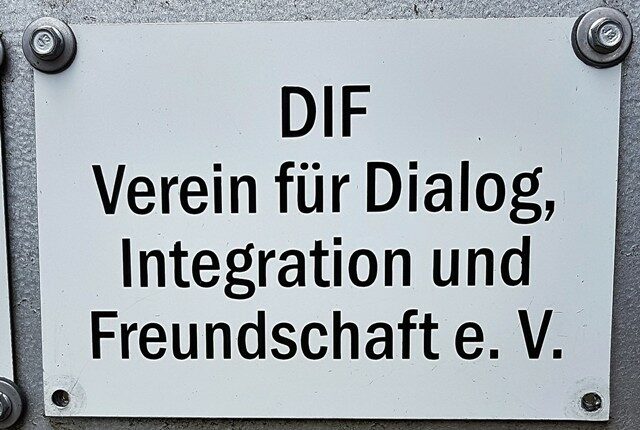 DIF
Verein für Dialog,
Integration und
Freundschaft e. V.